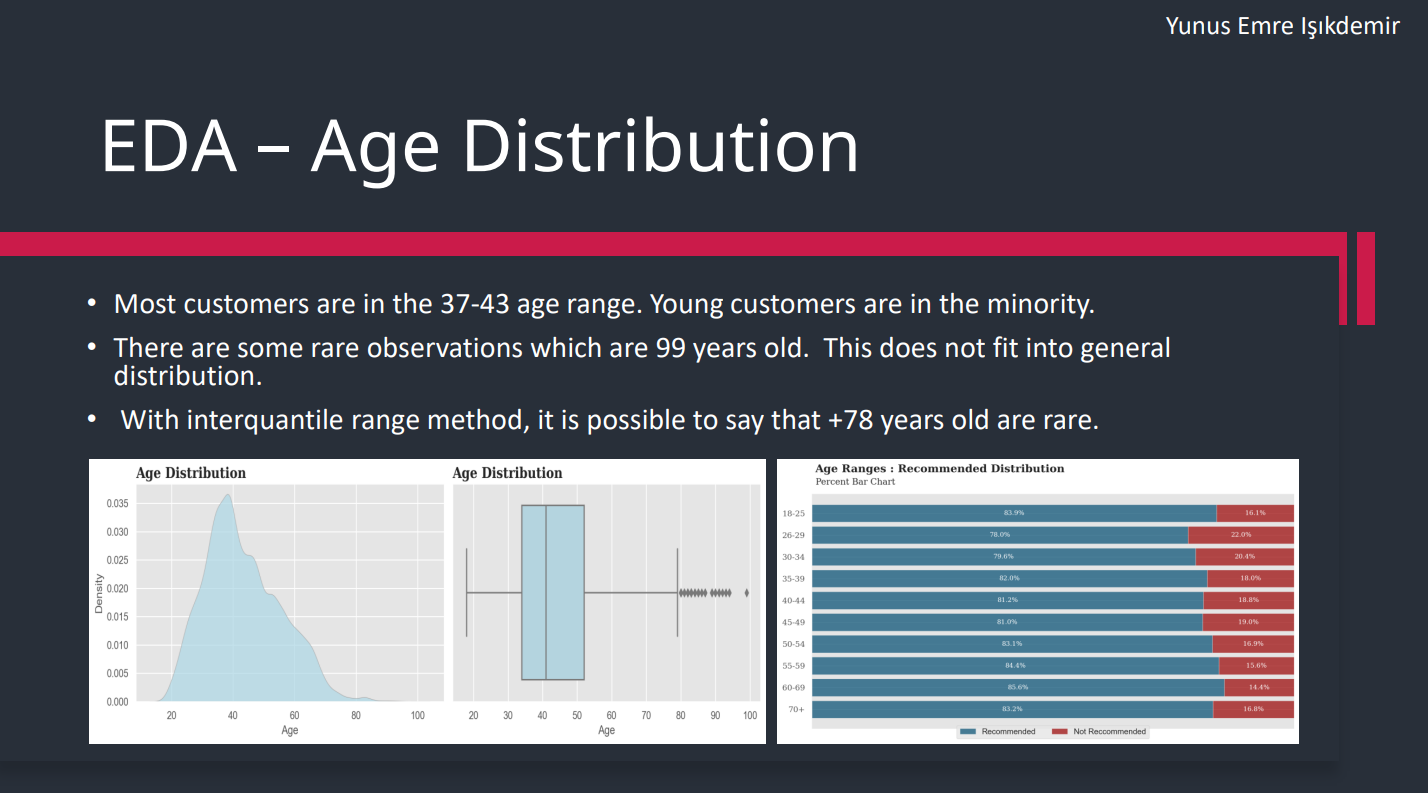 Yunus Emre Işıkdemir
EDA – Age Distribution
• Most customers are in the 37-43 age range. Young customers are in the minority.
• There are some rare observations which are 99 years old.  This does not fit into general
distribution.
•  With interquantile range method, it is possible to say that +78 years old are rare.
Age Distribution
0.035
0.030
0.025
0.020
0.015
0.010
0.005
0.000
Density
20 40 60 80 100
Age
Age Distribution
20 30 40 50 60 70 80 90 100
Age
Age Ranges : Recommended Distribution
Percent Bar Chart
18-25 83.9% 16.1%
26-29 78.0% 22.0%
30-34 79.6% 20.4%
35-39 82.0% 18.0%
40-44 81.2% 18.8%
45-49 81.0% 19.0%
50-54 83.1% 16.9%
55-59 84.4% 15.6%
60-69 85.6% 14.4%
70+ 83.2% 16.8%
Recommended Not Reccommended